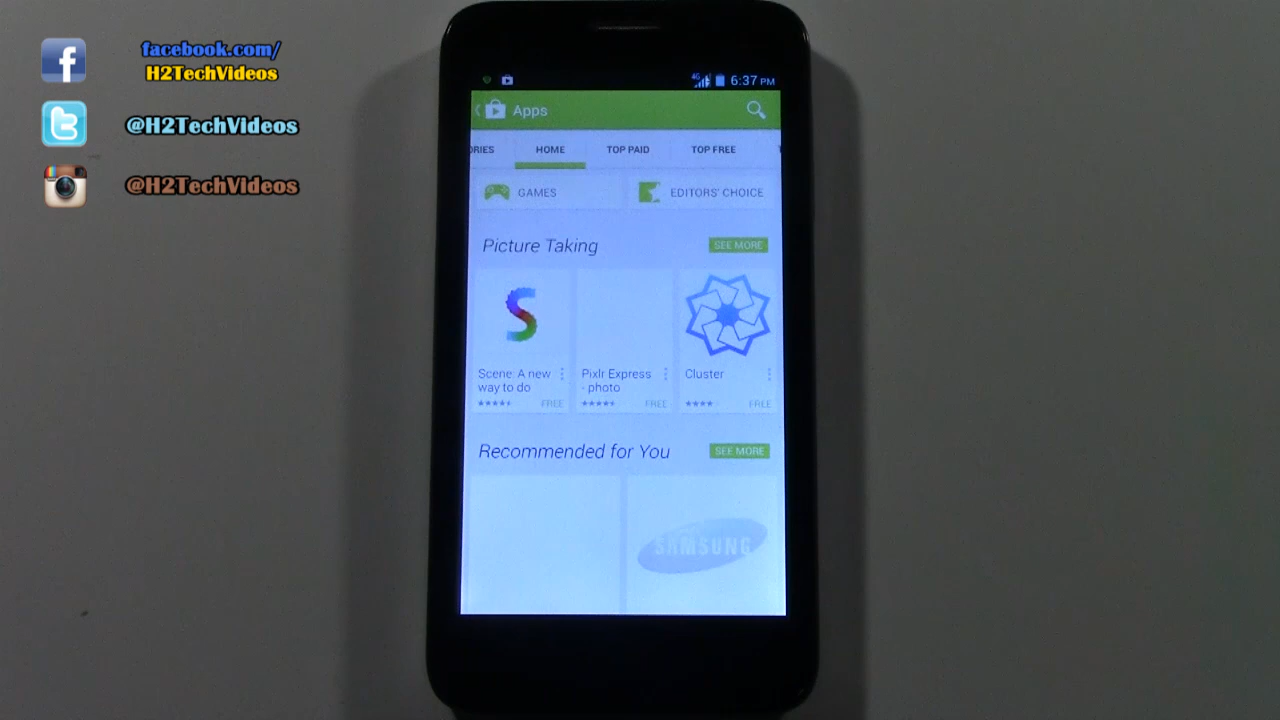 facebook.com/
H2TechVideos
@H2TechVideos
@H2TechVideos
4G 6:37 PM
Apps
ORIES HOME TOP PAID TOP FREE
GAMES EDITORS' CHOICE
Picture Taking SEE MORE
Scene: A new
way to do
FREE
Pixlr Express
- photo
FREE
Cluster
FREE
Recommended for You SEE MORE
SAMSUNG